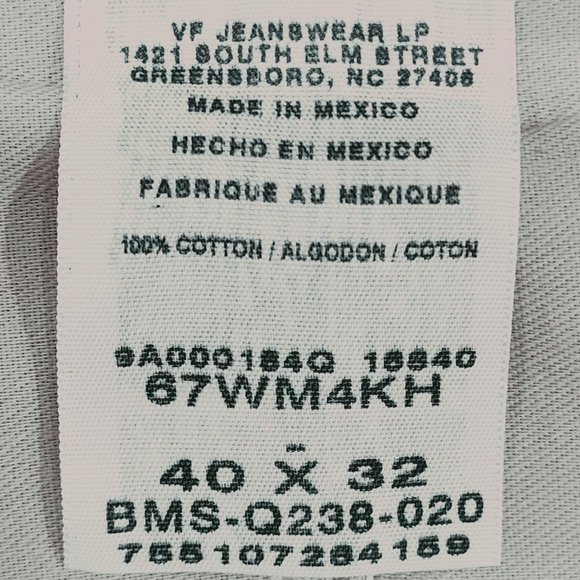 VF JEANSWEAR LP
1421 SOUTH ELM STREET
GREENSBORO, NC 27406
MADE IN MEXICO
HECHO EN MEXICO
FABRIQUE AU MEXIQUE
100% COTTON / ALGODON / COTON
9A000184Q 16840
67WM4KH
-
40 X 32
BMS-Q238-020
755107284159